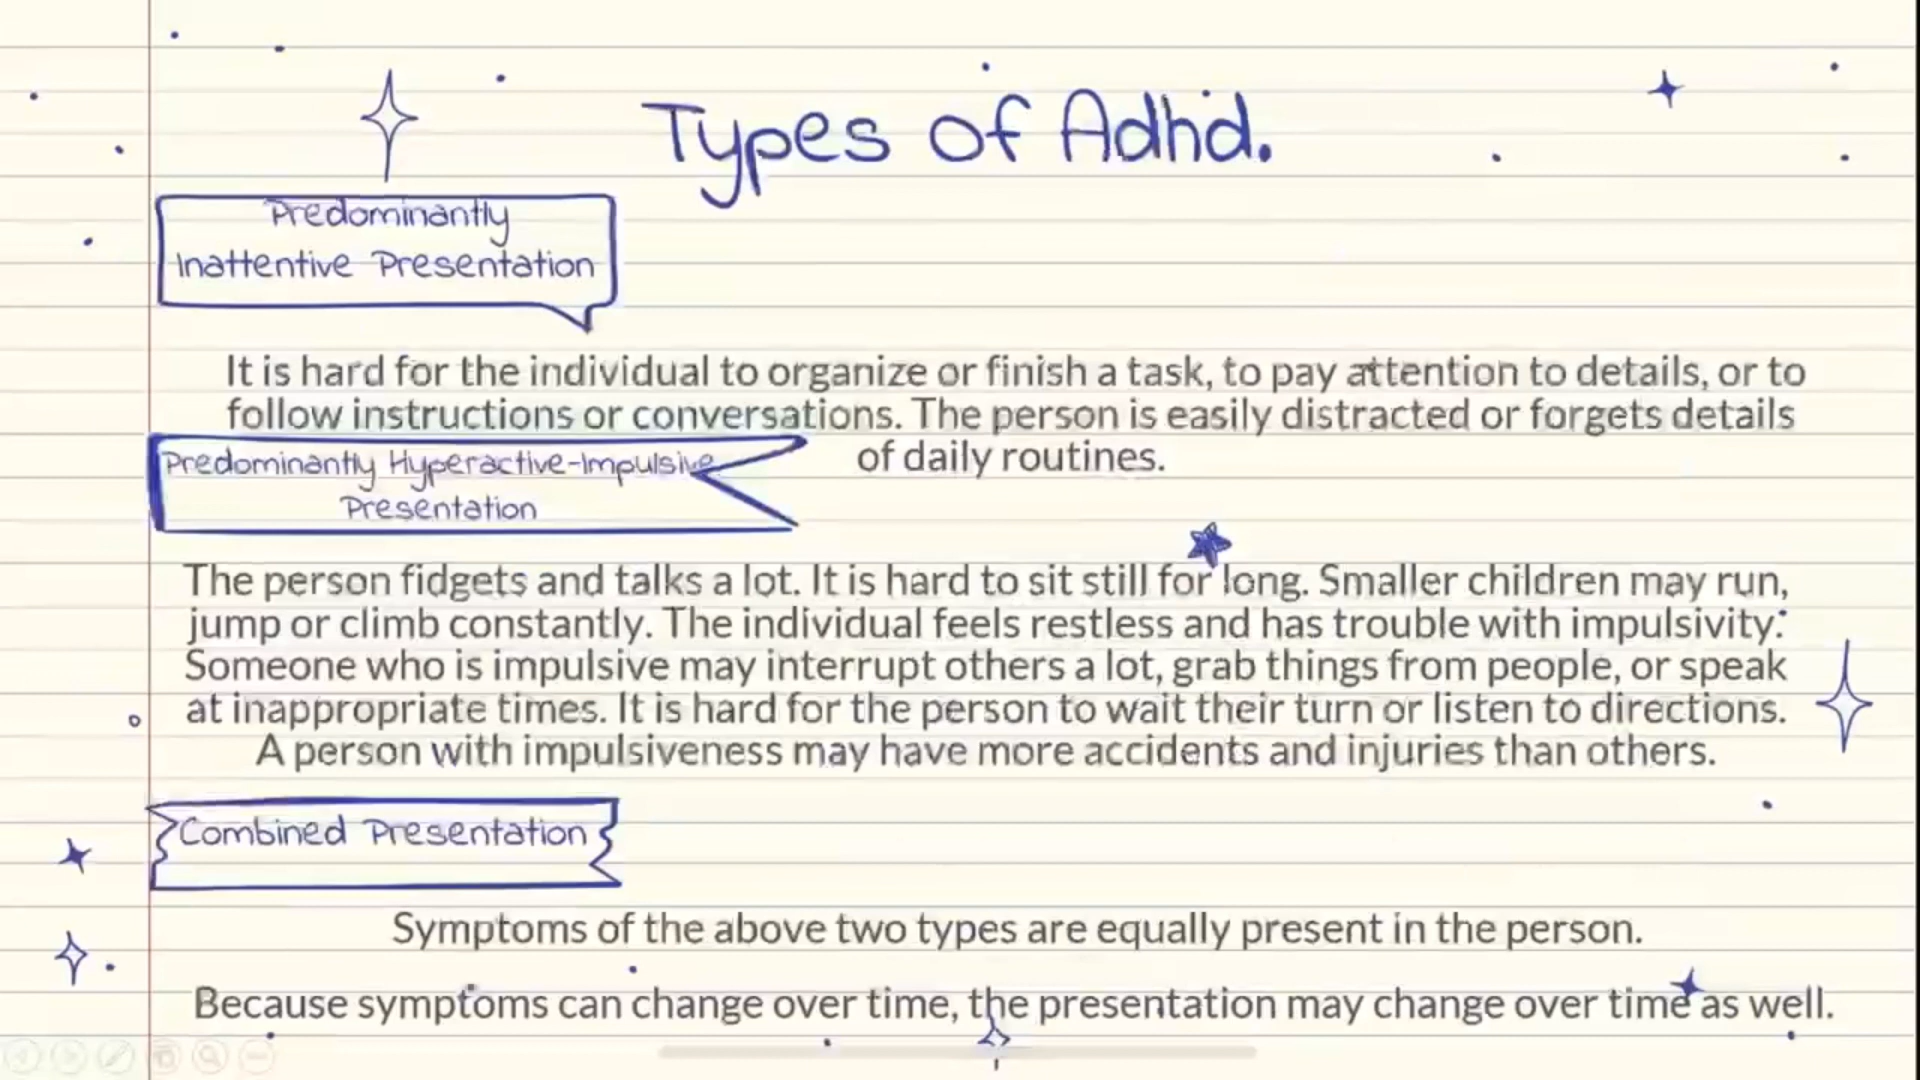 Types of Adhd.
Predominantly
Inattentive Presentation
It is hard for the individual to organize or finish a task, to pay attention to details, or to
follow instructions or conversations. The person is easily distracted or forgets details
of daily routines.
Predominantly Hyperactive-Impulsive
Presentation
The person fidgets and talks a lot. It is hard to sit still for long. Smaller children may run,
jump or climb constantly. The individual feels restless and has trouble with impulsivity.
Someone who is impulsive may interrupt others a lot, grab things from people, or speak
at inappropriate times. It is hard for the person to wait their turn or listen to directions.
A person with impulsiveness may have more accidents and injuries than others.
Combined Presentation
Symptoms of the above two types are equally present in the person.
Because symptoms can change over time, the presentation may change over time as well.